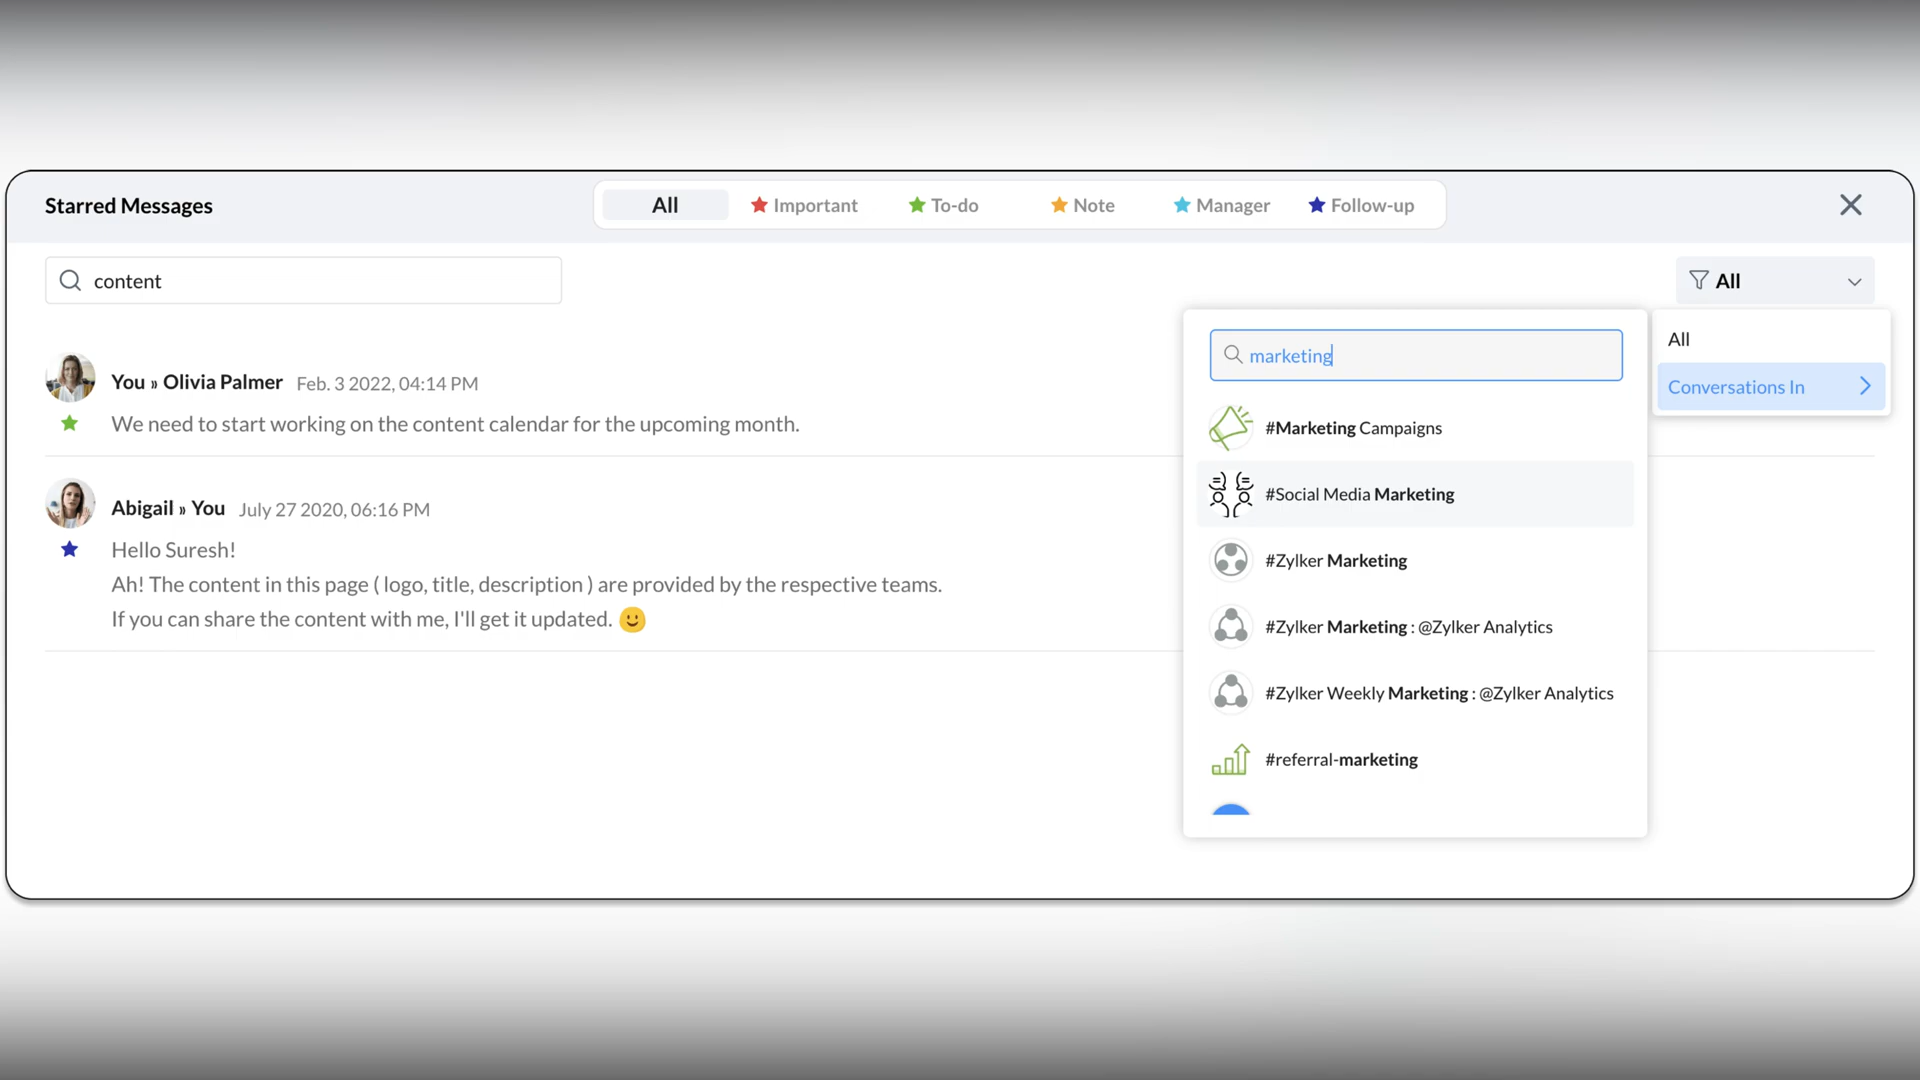 Starred Messages
All
Important
To-do
Note
Manager
Follow-up
content
All
All
Conversations In
You » Olivia Palmer Feb. 3 2022, 04:14 PM
We need to start working on the content calendar for the upcoming month.
Abigail » You July 27 2020, 06:16 PM
Hello Suresh!
Ah! The content in this page ( logo, title, description ) are provided by the respective teams.
If you can share the content with me, I'll get it updated.
marketing
#Marketing Campaigns
#Social Media Marketing
#Zylker Marketing
#Zylker Marketing : @Zylker Analytics
#Zylker Weekly Marketing : @Zylker Analytics
#referral-marketing